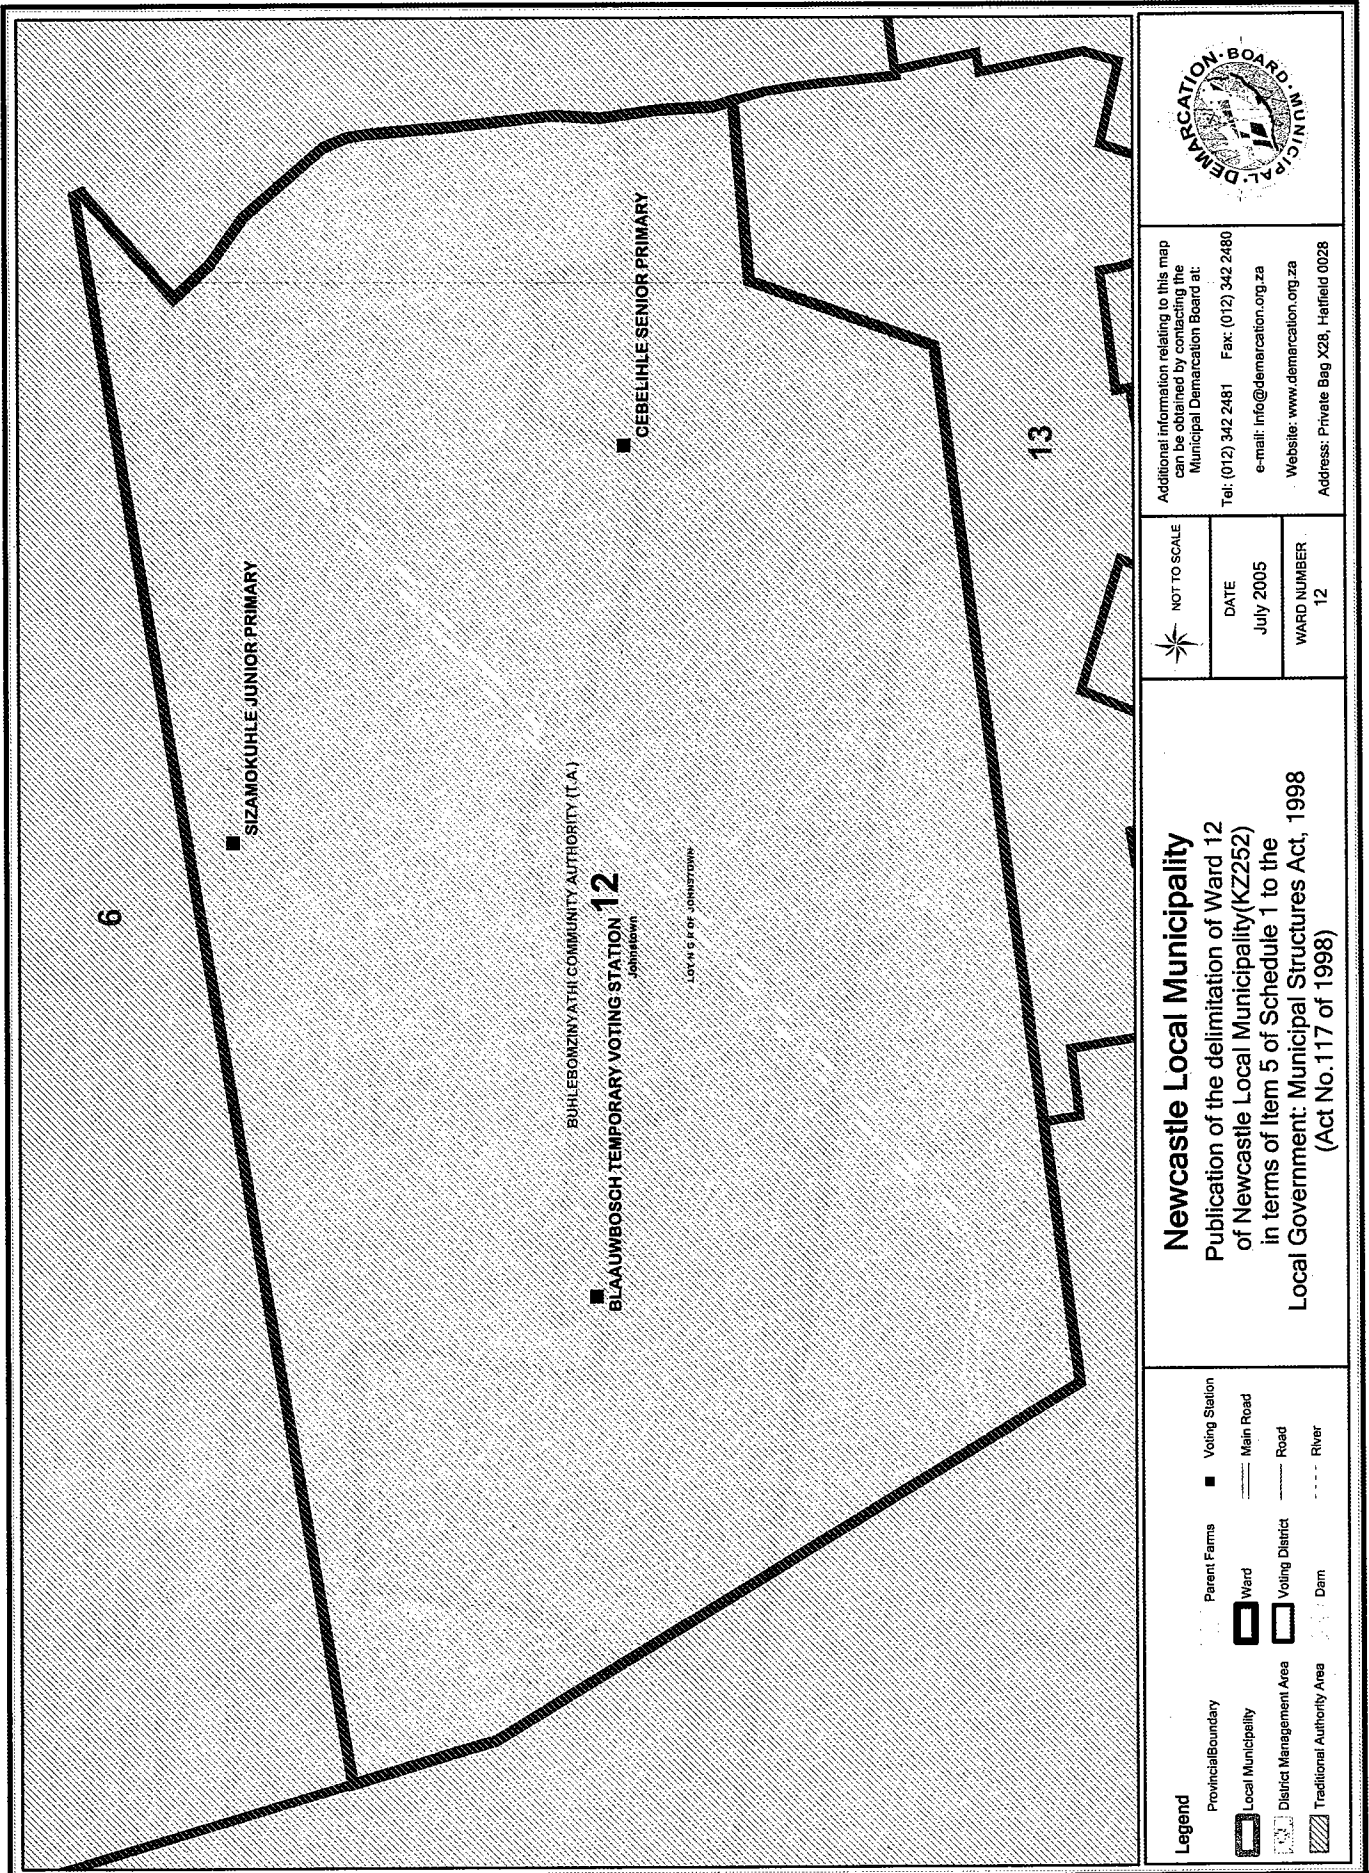 6
SIZAMOKUHLE JUNIOR PRIMARY
BUHLEBOMZINYATHI COMMUNITY AUTHORITY (T.A.)
BLAAUWBOSCH TEMPORARY VOTING STATION
12
Johnstown
CEBELIHLE SENIOR PRIMARY
LOT N G R OF JOHNSTOWN
13
Legend
ProvincialBoundary
Local Municipality
District Management Area
Traditional Authority Area
Parent Farms
Ward
Voting District
Dam
Voting Station
Main Road
Road
River
Newcastle Local Municipality
Publication of the delimitation of Ward 12
of Newcastle Local Municipality(KZ252)
in terms of Item 5 of Schedule 1 to the
Local Government: Municipal Structures Act, 1998
(Act No.117 of 1998)
NOT TO SCALE
DATE
July 2005
WARD NUMBER
12
Additional information relating to this map
can be obtained by contacting the
Municipal Demarcation Board at:
Tel: (012) 342 2481 Fax: (012) 342 2480
e-mail: info@demarcation.org.za
Website: www.demarcation.org.za
Address: Private Bag X28, Hatfield 0028
MUNICIPAL · DEMARCATION · BOARD ·